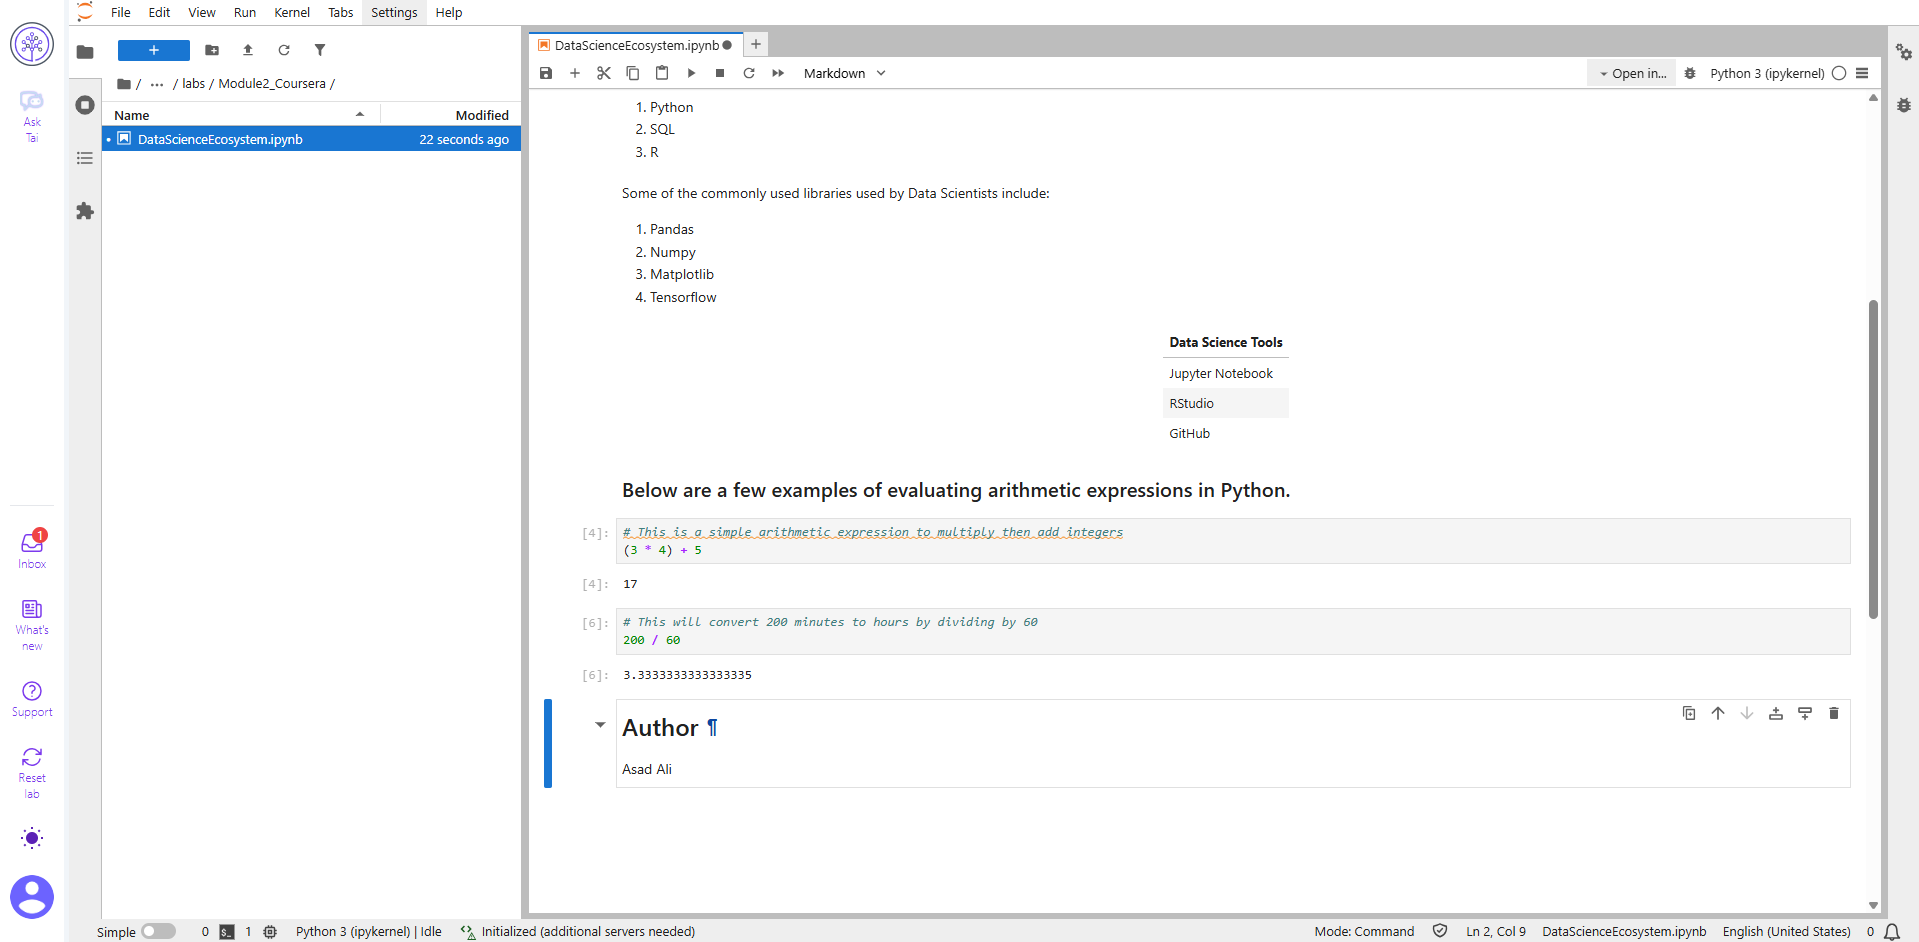 File Edit View Run Kernel Tabs Settings Help
Ask
Tai
Inbox
1
What's
new
Support
Reset
lab
/ ··· / labs / Module2_Coursera /
Name Modified
DataScienceEcosystem.ipynb 22 seconds ago
DataScienceEcosystem.ipynb
Markdown
Open in...
Python 3 (ipykernel)
1. Python
2. SQL
3. R
Some of the commonly used libraries used by Data Scientists include:
1. Pandas
2. Numpy
3. Matplotlib
4. Tensorflow
Data Science Tools
Jupyter Notebook
RStudio
GitHub
Below are a few examples of evaluating arithmetic expressions in Python.
[4]: # This is a simple arithmetic expression to multiply then add integers
(3 * 4) + 5
[4]: 17
[6]: # This will convert 200 minutes to hours by dividing by 60
200 / 60
[6]: 3.3333333333333335
Author ¶
Asad Ali
Simple 0 $_ 1 Python 3 (ipykernel) | Idle Initialized (additional servers needed) Mode: Command Ln 2, Col 9 DataScienceEcosystem.ipynb English (United States) 0